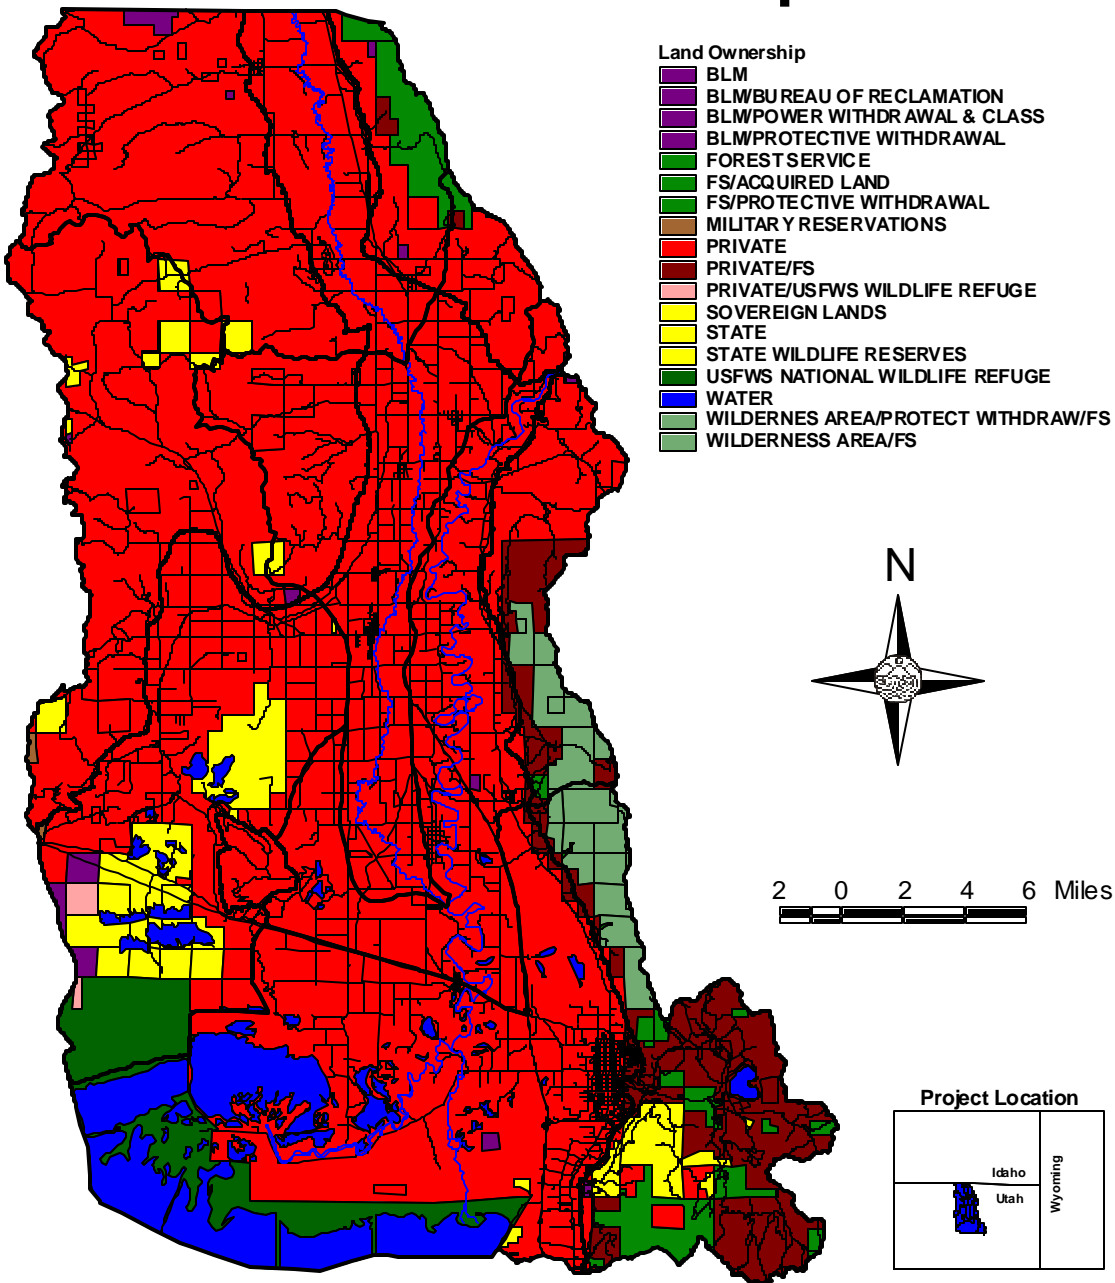 Land Ownership
BLM
BLM/BUREAU OF RECLAMATION
BLM/POWER WITHDRAWAL & CLASS
BLM/PROTECTIVE WITHDRAWAL
FOREST SERVICE
FS/ACQUIRED LAND
FS/PROTECTIVE WITHDRAWAL
MILITARY RESERVATIONS
PRIVATE
PRIVATE/FS
PRIVATE/USFWS WILDLIFE REFUGE
SOVEREIGN LANDS
STATE
STATE WILDLIFE RESERVES
USFWS NATIONAL WILDLIFE REFUGE
WATER
WILDERNES AREA/PROTECT WITHDRAW/FS
WILDERNESS AREA/FS
N
2 0 2 4 6 Miles
Project Location
Idaho
Utah
Wyoming